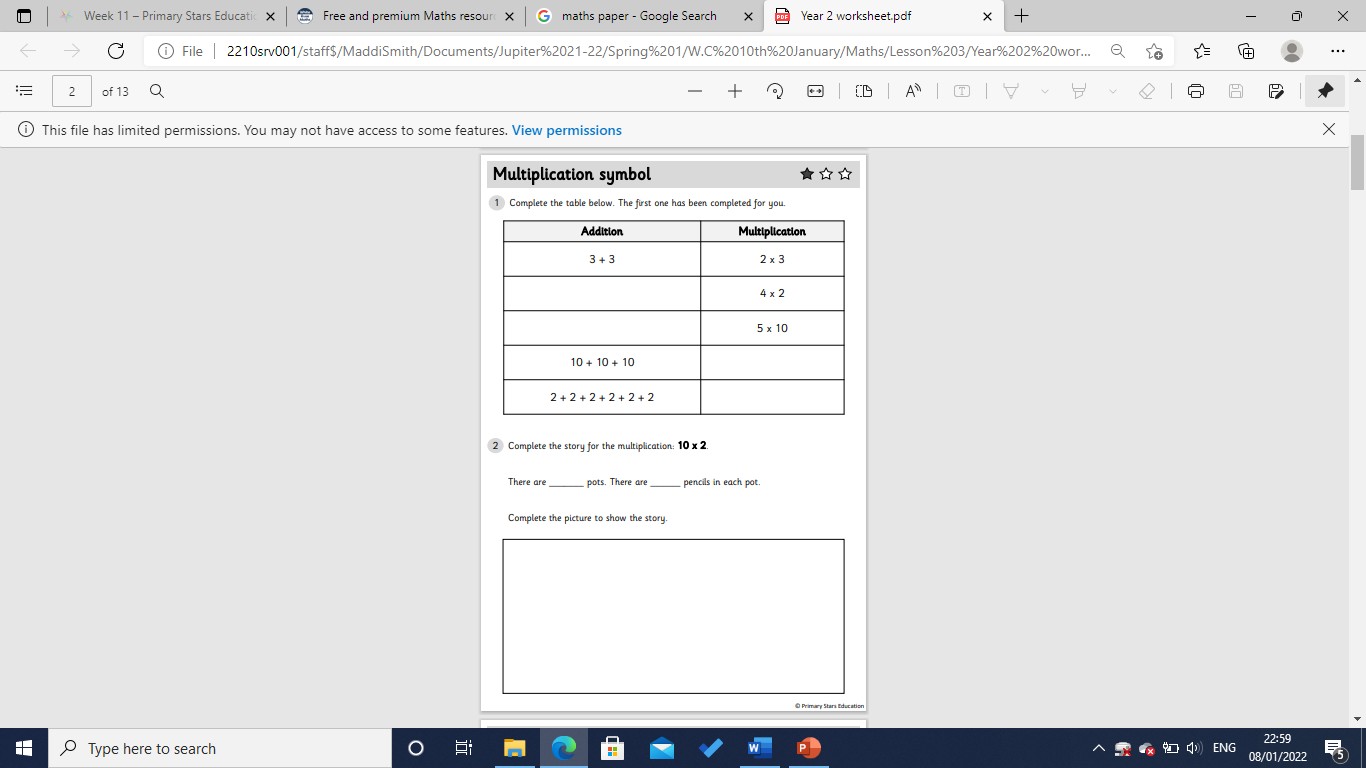 Week 11 – Primary Stars Educatio
Free and premium Maths resour
maths paper - Google Search
Year 2 worksheet.pdf
File
2210srv001/staff$/MaddiSmith/Documents/Jupiter%2021-22/Spring%201/W.C%2010th%20January/Maths/Lesson%203/Year%202%20wor...
2 of 13
This file has limited permissions. You may not have access to some features. View permissions
Multiplication symbol
1 Complete the table below. The first one has been completed for you.
Addition Multiplication
3 + 3 2 x 3
4 x 2
5 x 10
10 + 10 + 10
2 + 2 + 2 + 2 + 2 + 2
2 Complete the story for the multiplication: 10 x 2.
There are _______ pots. There are ______ pencils in each pot.
Complete the picture to show the story.
© Primary Stars Education
Type here to search
ENG
22:59
08/01/2022
5